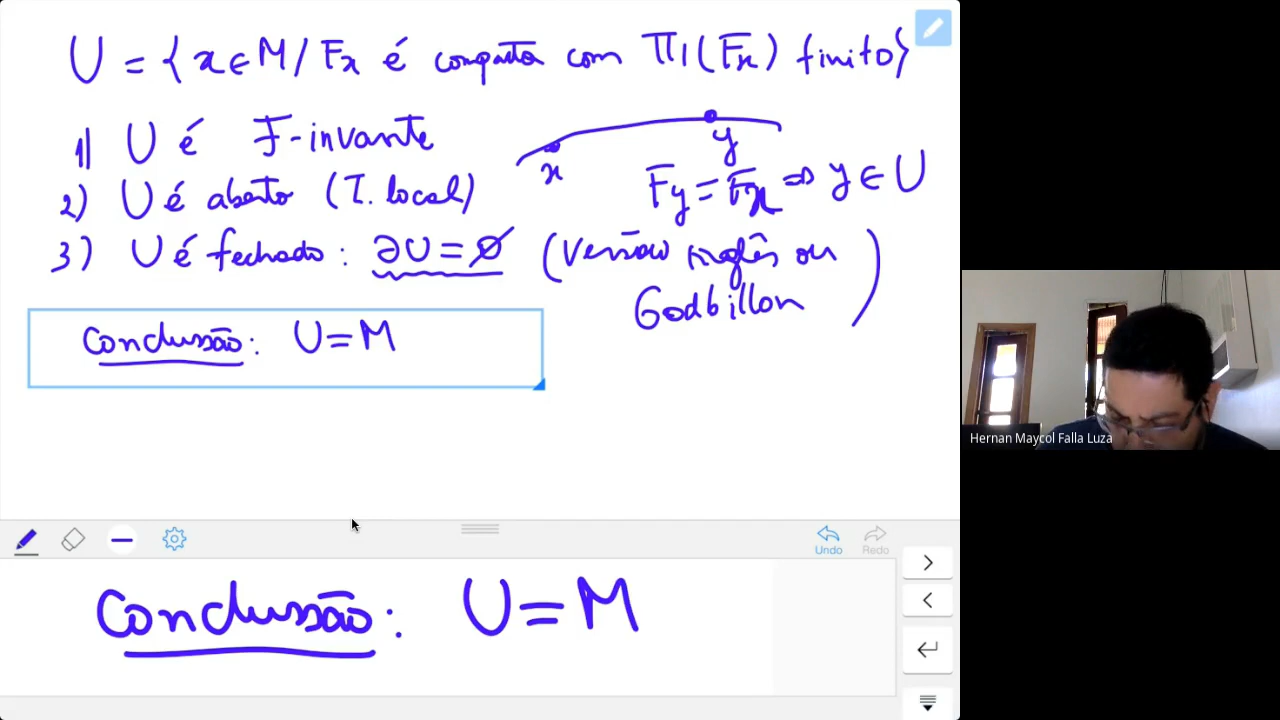 U = { x ∈ M / Fx é compacta com Π1(Fx) finito}
1) U é F-invante
x
y
Fy = Fx ⇒ y ∈ U
2) U é aberto (T. local)
3) U é fechado : ∂U = ∅ (Versão inglês ou
Godbillon )
Conclusão: U = M
Hernan Maycol Falla Luza
Undo
Redo
Conclusão: U = M